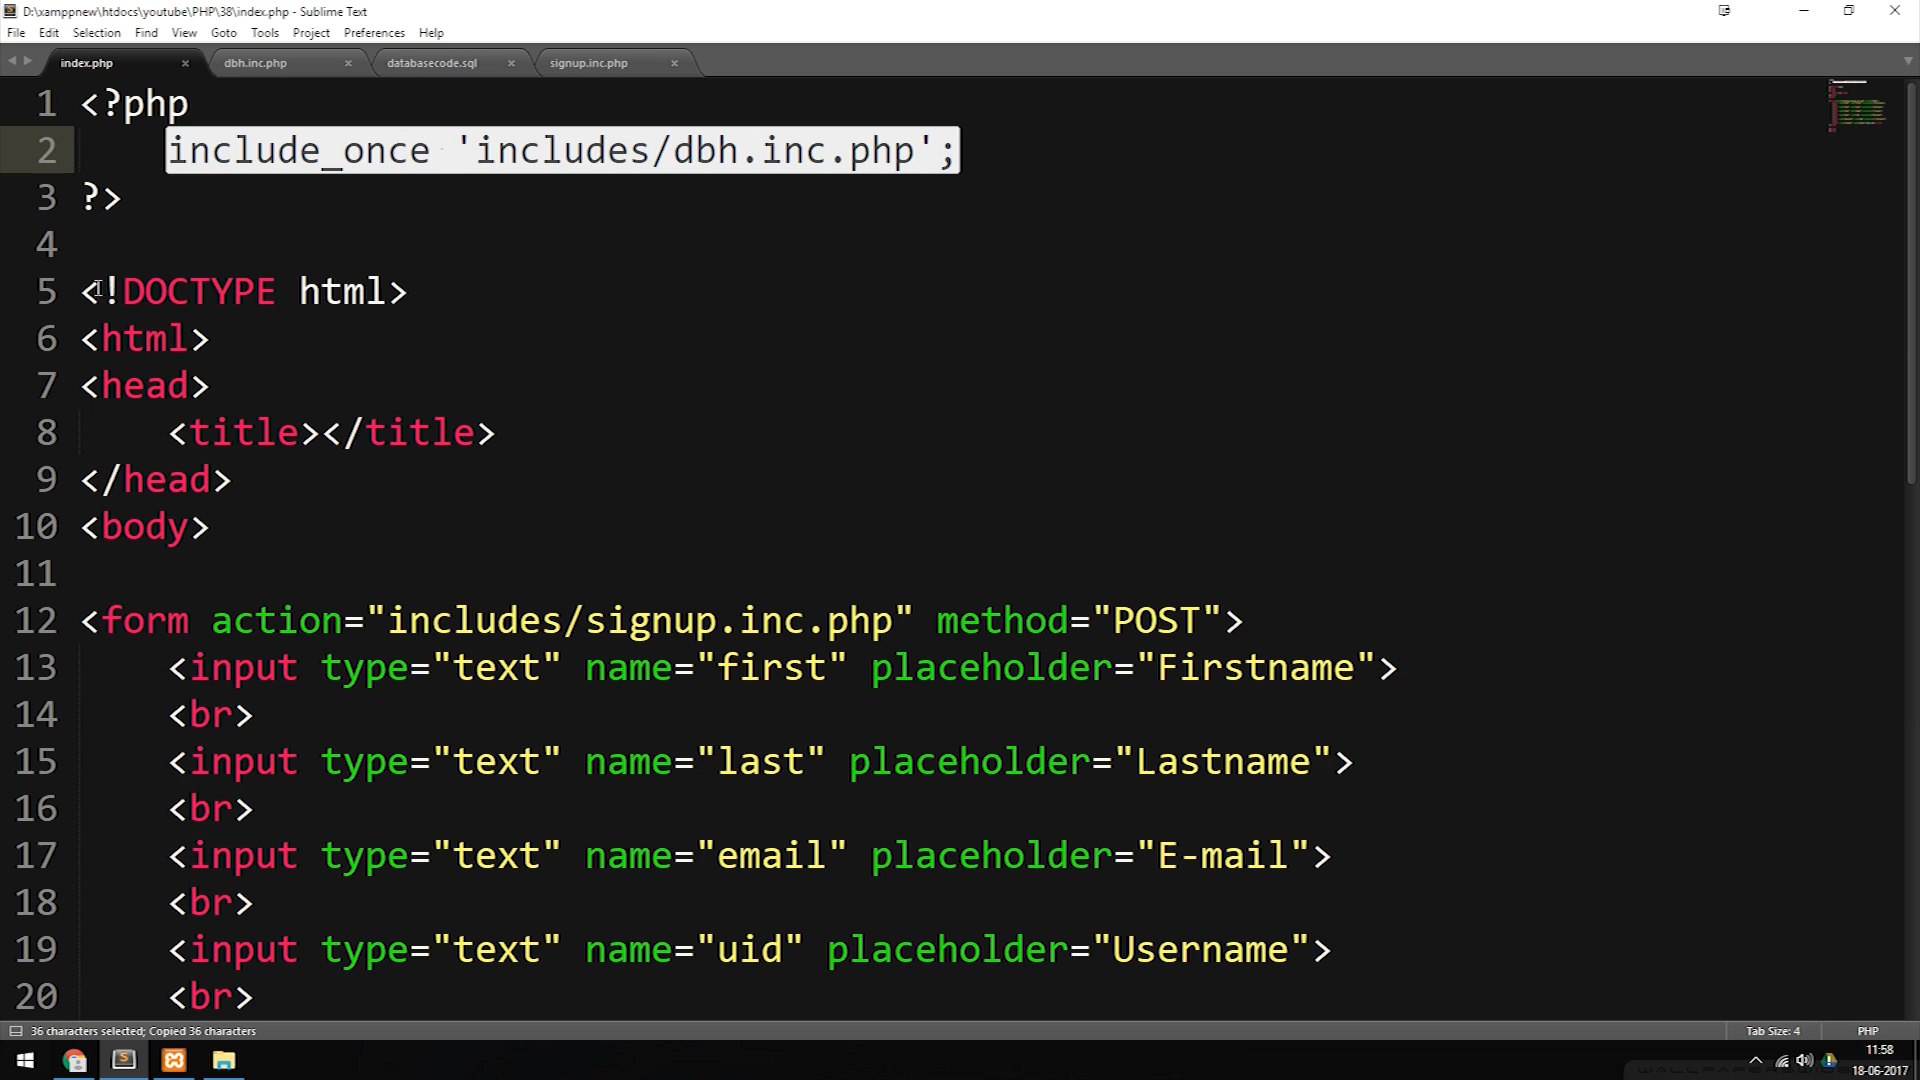 D:\xamppnew\htdocs\youtube\PHP\38\index.php - Sublime Text
File Edit Selection Find View Goto Tools Project Preferences Help
index.php dbh.inc.php databasecode.sql signup.inc.php
1 <?php
2 include_once 'includes/dbh.inc.php';
3 ?>
4
5 <!DOCTYPE html>
6 <html>
7 <head>
8 <title></title>
9 </head>
10 <body>
11
12 <form action="includes/signup.inc.php" method="POST">
13 <input type="text" name="first" placeholder="Firstname">
14 <br>
15 <input type="text" name="last" placeholder="Lastname">
16 <br>
17 <input type="text" name="email" placeholder="E-mail">
18 <br>
19 <input type="text" name="uid" placeholder="Username">
20 <br>
36 characters selected; Copied 36 characters Tab Size: 4 PHP
11:58
18-06-2017